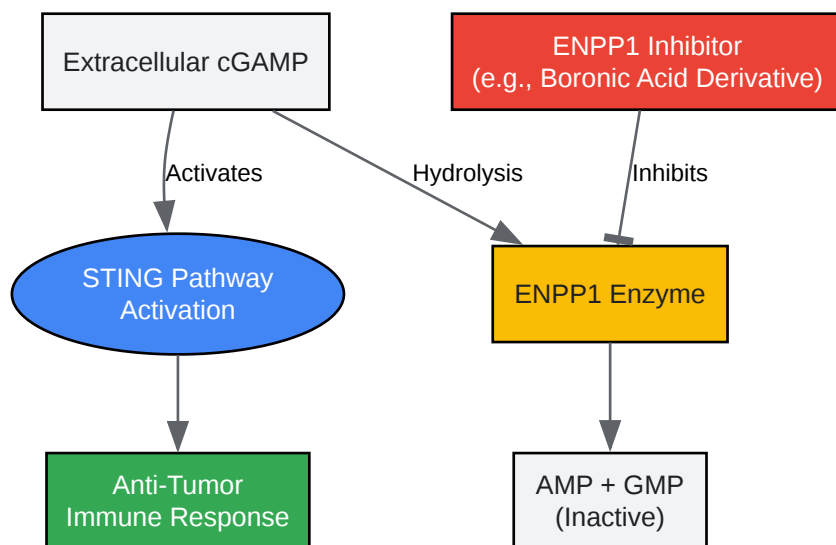 Extracellular cGAMP
ENPP1 Inhibitor
(e.g., Boronic Acid Derivative)
Activates
Hydrolysis
Inhibits
STING Pathway
Activation
ENPP1 Enzyme
Anti-Tumor
Immune Response
AMP + GMP
(Inactive)